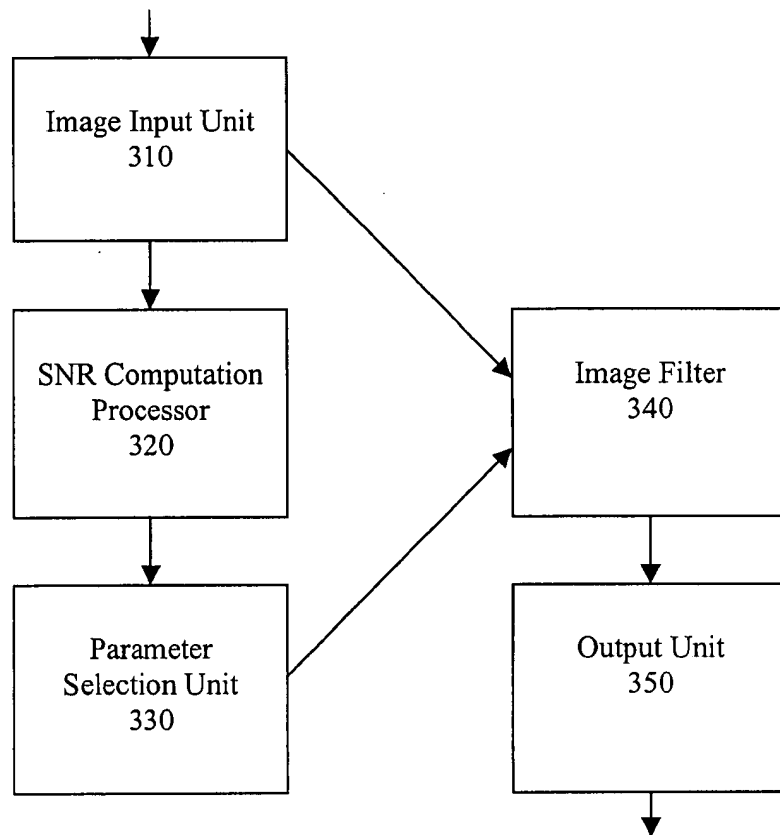 Image Input Unit
310
SNR Computation
Processor
320
Parameter
Selection Unit
330
Image Filter
340
Output Unit
350